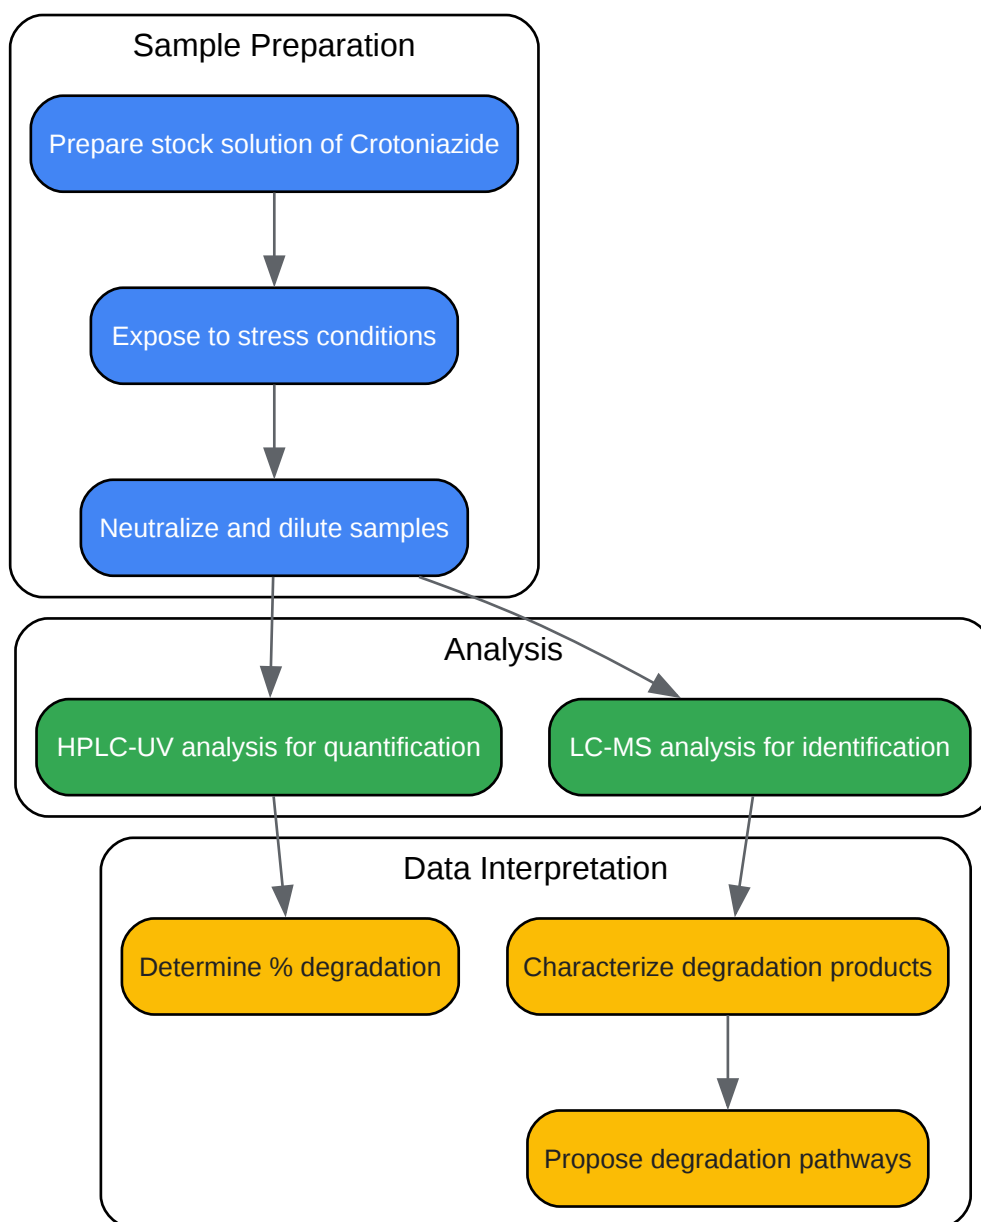 Sample Preparation
Prepare stock solution of Crotoniazide
Expose to stress conditions
Neutralize and dilute samples
Analysis
HPLC-UV analysis for quantification
LC-MS analysis for identification
Data Interpretation
Determine % degradation
Characterize degradation products
Propose degradation pathways